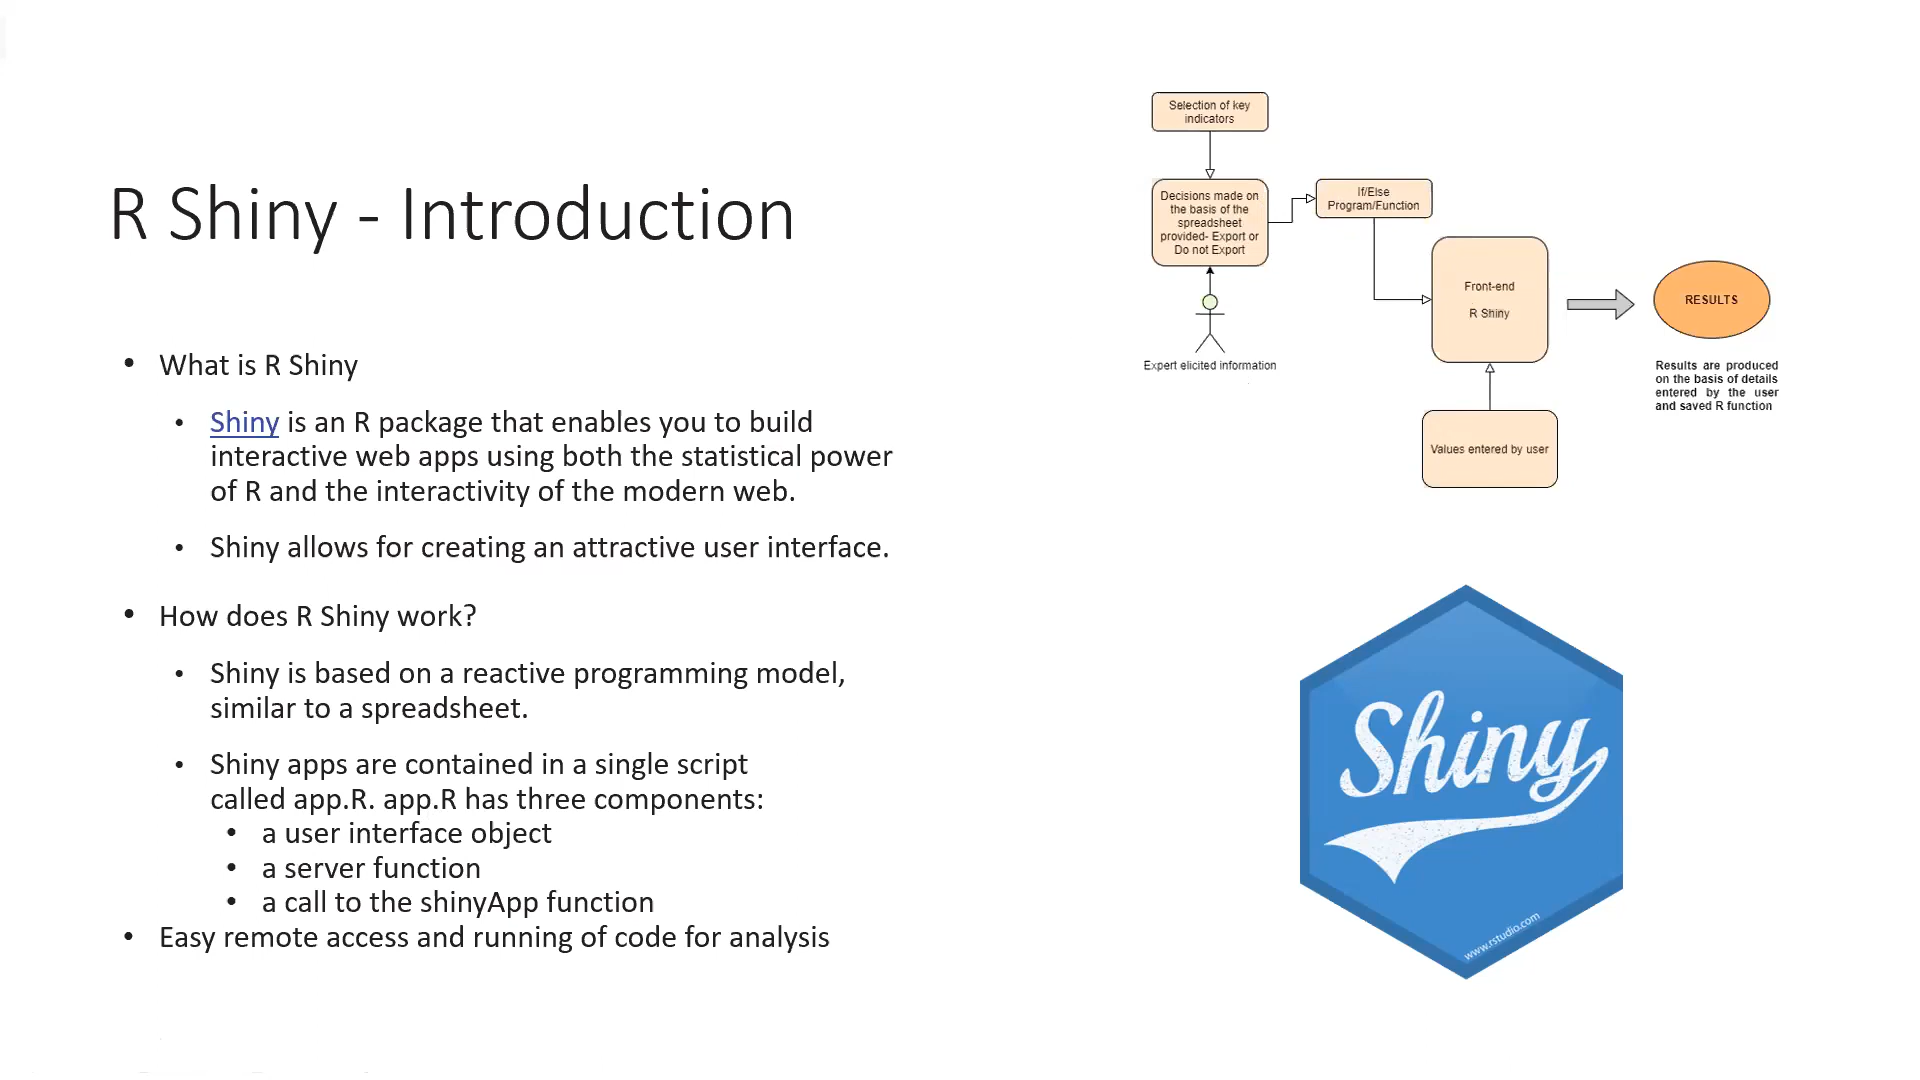 R Shiny - Introduction
• What is R Shiny
• Shiny is an R package that enables you to build
interactive web apps using both the statistical power
of R and the interactivity of the modern web.
• Shiny allows for creating an attractive user interface.
• How does R Shiny work?
• Shiny is based on a reactive programming model,
similar to a spreadsheet.
• Shiny apps are contained in a single script
called app.R. app.R has three components:
• a user interface object
• a server function
• a call to the shinyApp function
• Easy remote access and running of code for analysis
Selection of key
indicators
Decisions made on
the basis of the
spreadsheet
provided- Export or
Do not Export
Expert elicited information
If/Else
Program/Function
Front-end
R Shiny
Values entered by user
RESULTS
Results are produced
on the basis of details
entered by the user
and saved R function
Shiny
www.rstudio.com